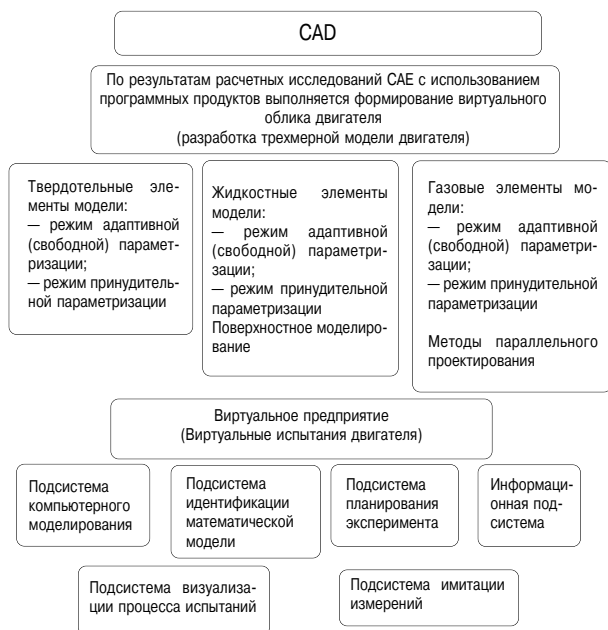 CAD
По результатам расчетных исследований CAE с использованием
программных продуктов выполняется формирование виртуального
облика двигателя
(разработка трехмерной модели двигателя)
Твердотельные эле-
менты модели:
— режим адаптивной
(свободной) парамет-
ризации;
— режим принудитель-
ной параметризации
Жидкостные элементы
модели:
— режим адаптивной
(свободной) параметри-
зации;
— режим принудительной
параметризации
Поверхностное моделиро-
вание
Газовые элементы мо-
дели:
— режим адаптивной
(свободной) параметри-
зации;
— режим принудительной
параметризации
Методы параллельного
проектирования
Виртуальное предприятие
(Виртуальные испытания двигателя)
Подсистема
компьютерного
моделирования
Подсистема
идентификации
математической
модели
Подсистема
планирования
эксперимента
Информаци-
онная под-
система
Подсистема визуализа-
ции процесса испытаний
Подсистема имитации
измерений